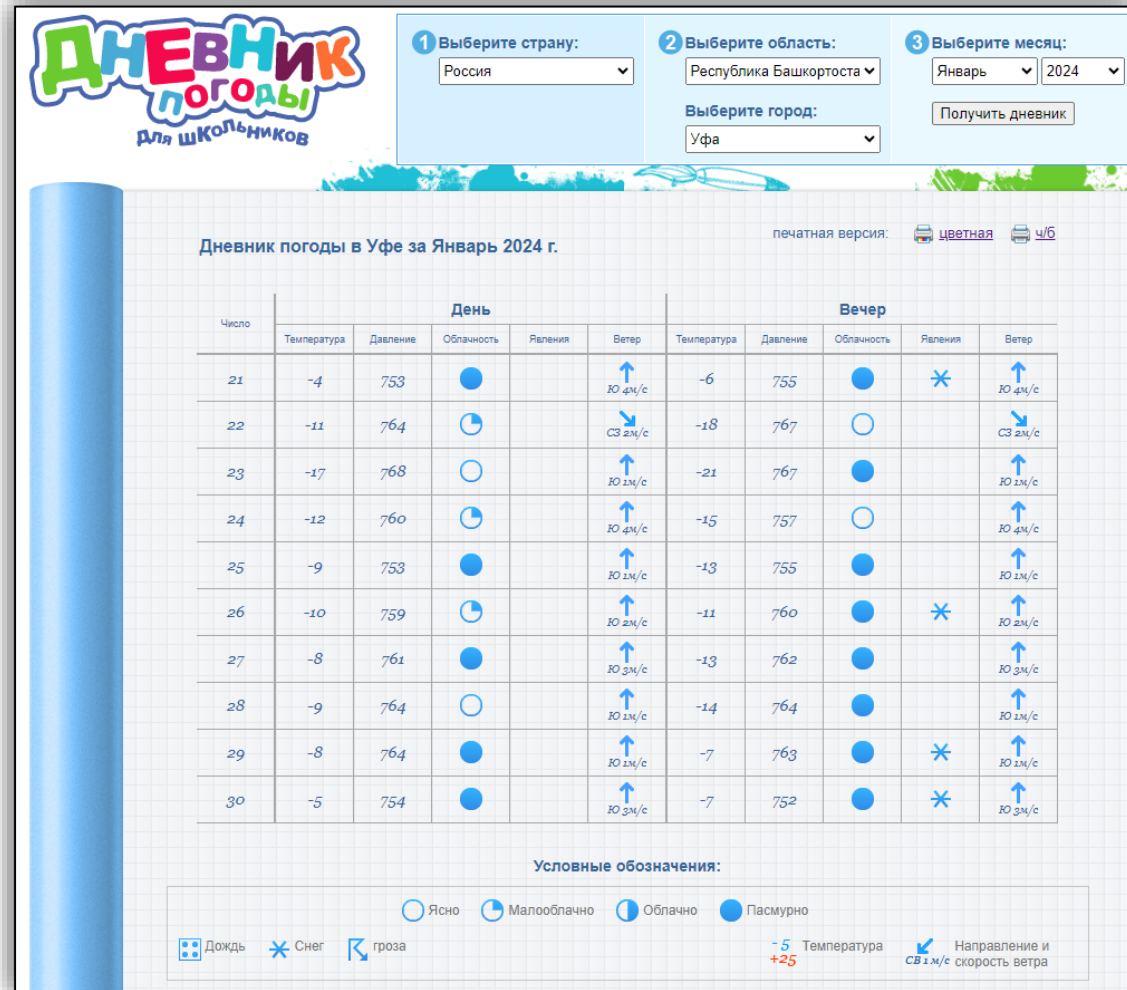 ДНЕВНИК
ПОГОДЫ
ДЛЯ ШКОЛЬНИКОВ
1 Выберите страну:
Россия
2 Выберите область:
Республика Башкортоста
Выберите город:
Уфа
3 Выберите месяц:
Январь 2024
Получить дневник
Дневник погоды в Уфе за Январь 2024 г.
печатная версия: цветная ч/б
Число День Вечер
Температура Давление Облачность Явления Ветер Температура Давление Облачность Явления Ветер
21 -4 753 Ю 4м/с -6 755 Ю 4м/с
22 -11 764 СЗ 2м/с -18 767 СЗ 2м/с
23 -17 768 Ю 1м/с -21 767 Ю 1м/с
24 -12 760 Ю 4м/с -15 757 Ю 4м/с
25 -9 753 Ю 1м/с -13 755 Ю 1м/с
26 -10 759 Ю 2м/с -11 760 Ю 2м/с
27 -8 761 Ю 3м/с -13 762 Ю 3м/с
28 -9 764 Ю 1м/с -14 764 Ю 1м/с
29 -8 764 Ю 1м/с -7 763 Ю 1м/с
30 -5 754 Ю 3м/с -7 752 Ю 3м/с
Условные обозначения:
Ясно Малооблачно Облачно Пасмурно
Дождь Снег гроза -5 +25 Температура СВ 1 м/с Направление и
скорость ветра